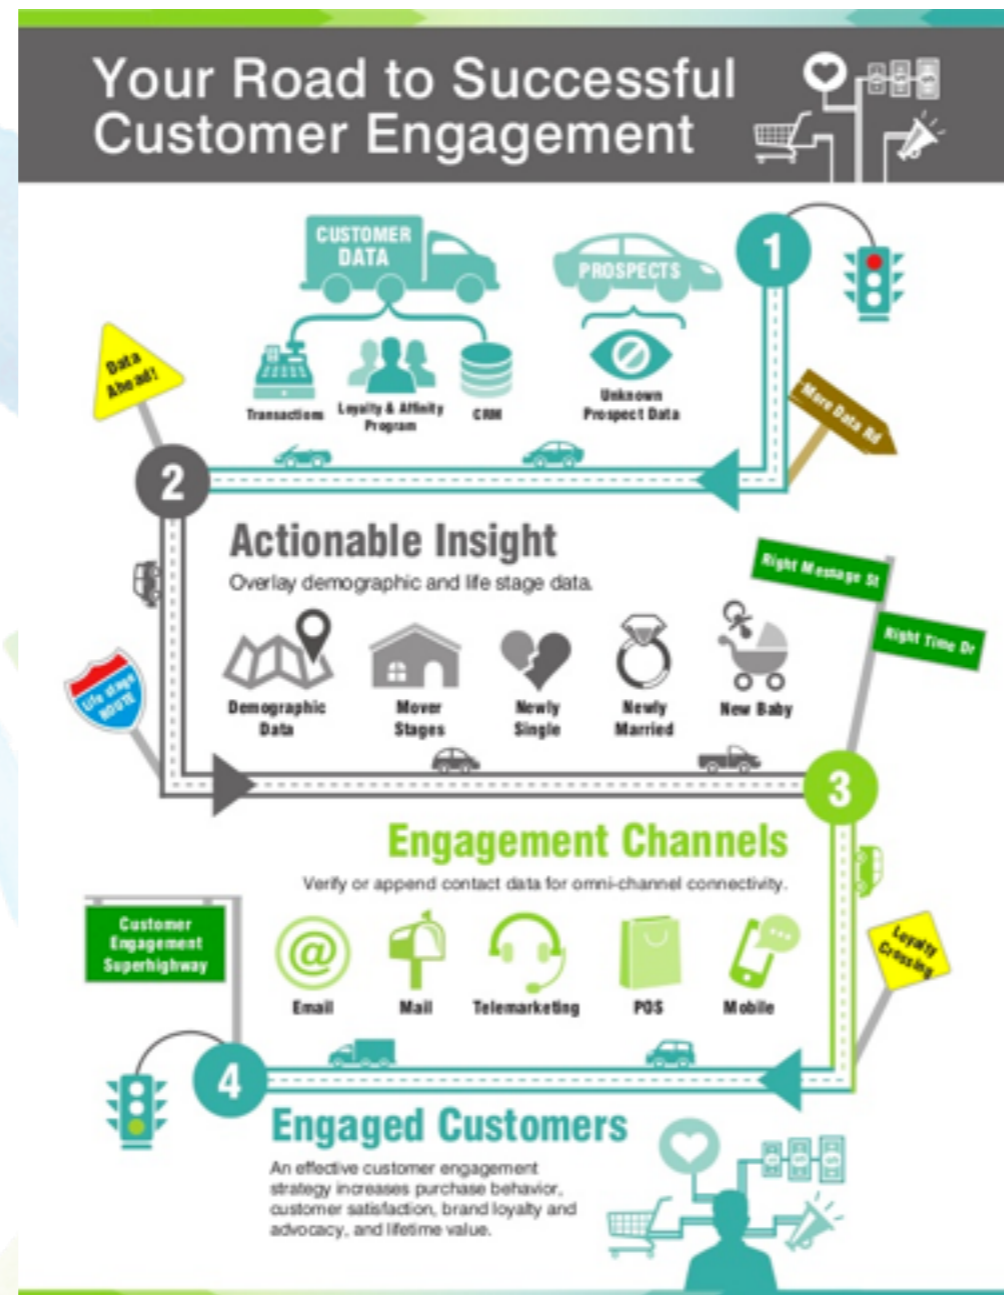 Your Road to Successful
Customer Engagement
1
CUSTOMER
DATA
PROSPECTS
Data
Ahead!
Transactions
Loyalty & Affinity
Program
CRM
Unknown
Prospect Data
More Data Rd
2
Actionable Insight
Overlay demographic and life stage data.
Right Message St
Right Time Dr
Life stage
ROUTE
Demographic
Data
Mover
Stages
Newly
Single
Newly
Married
New Baby
3
Engagement Channels
Verify or append contact data for omni-channel connectivity.
Customer
Engagement
Superhighway
Loyalty
Crossing
@
Email
Mail
Telemarketing
POS
Mobile
4
Engaged Customers
An effective customer engagement
strategy increases purchase behavior,
customer satisfaction, brand loyalty and
advocacy, and lifetime value.